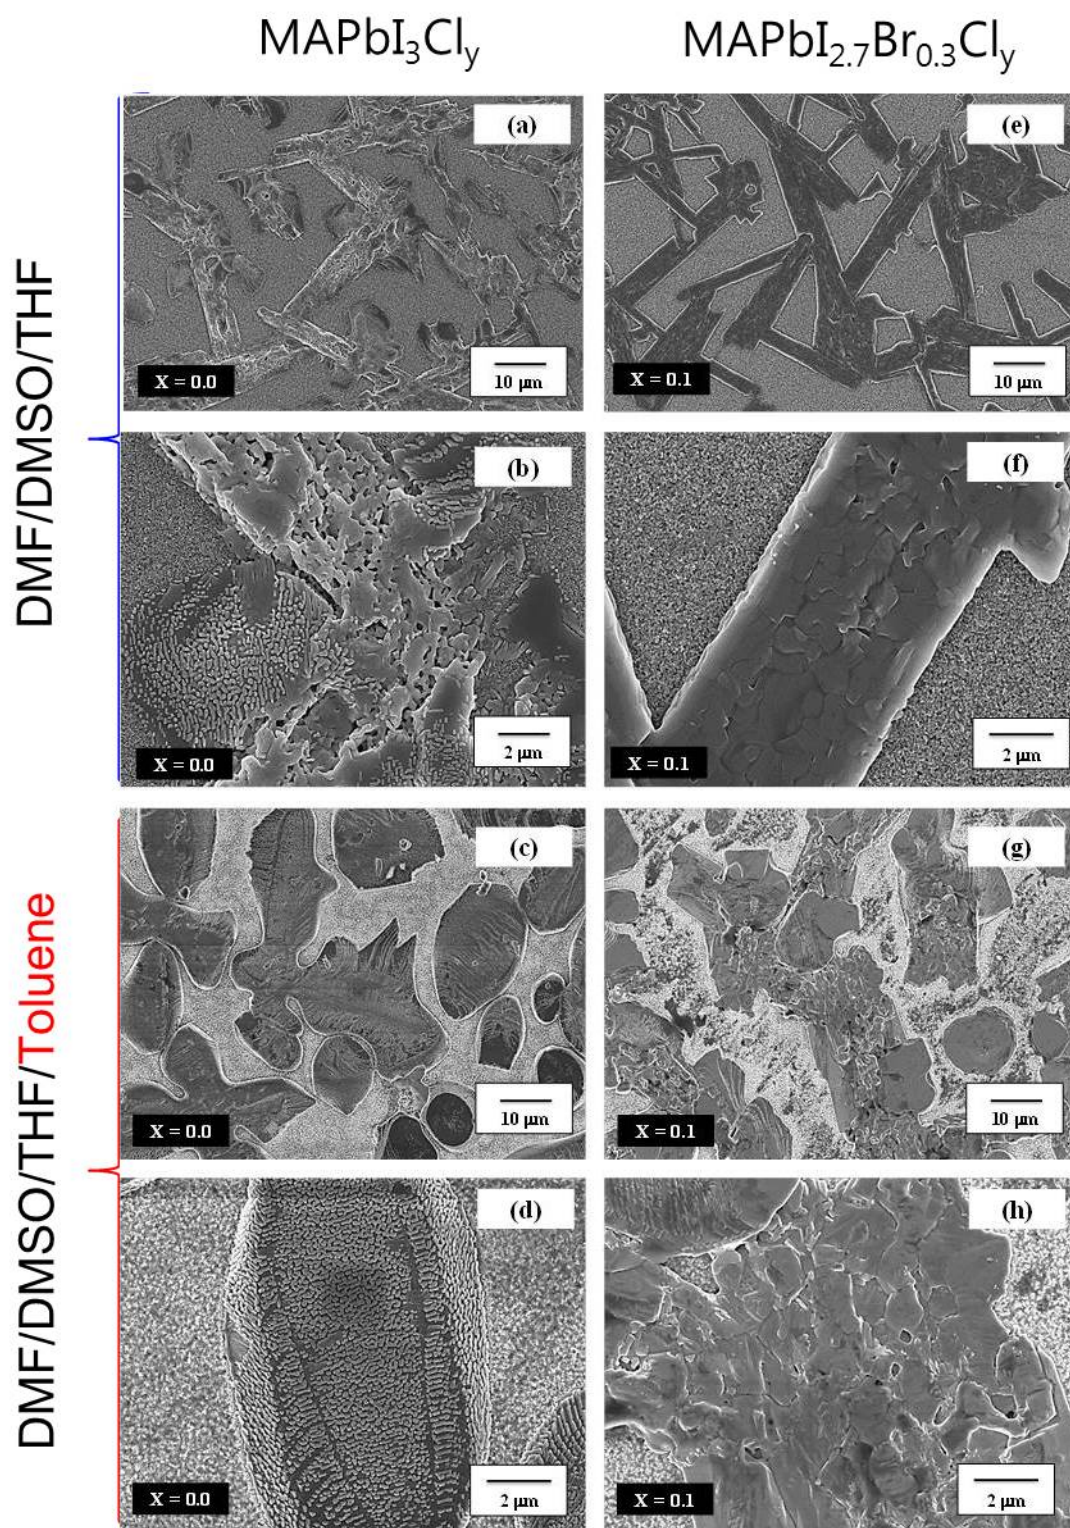 MAPbI₃Clᵧ
MAPbI₂.₇Br₀.₃Clᵧ
DMF/DMSO/THF
(a)
X = 0.0
10 µm
(e)
X = 0.1
10 µm
(b)
X = 0.0
2 µm
(f)
X = 0.1
2 µm
DMF/DMSO/THF/Toluene
(c)
X = 0.0
10 µm
(g)
X = 0.1
10 µm
(d)
X = 0.0
2 µm
(h)
X = 0.1
2 µm